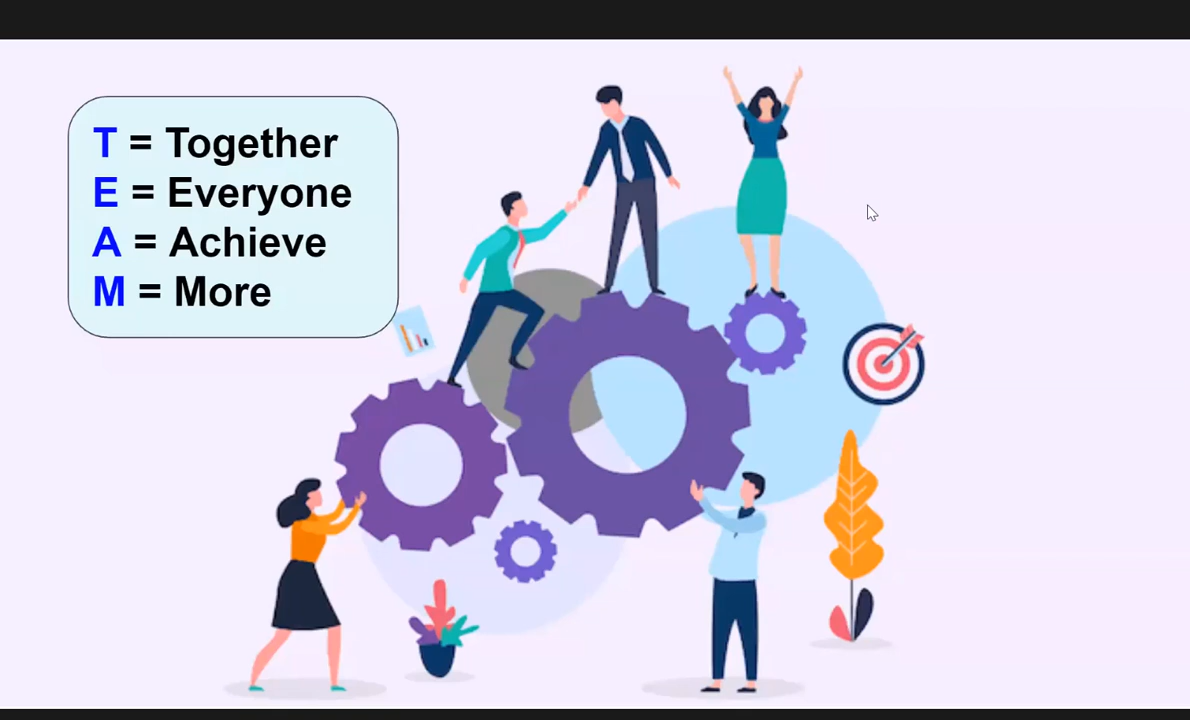 T = Together
E = Everyone
A = Achieve
M = More